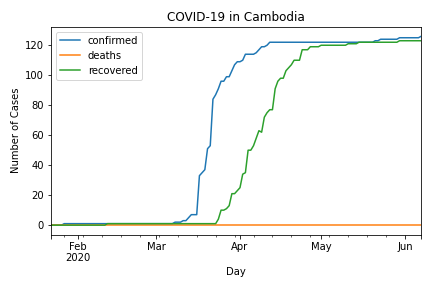 COVID-19 in Cambodia
confirmed
deaths
recovered
Number of Cases
120
100
80
60
40
20
0
Feb
2020
Mar
Apr
May
Jun
Day